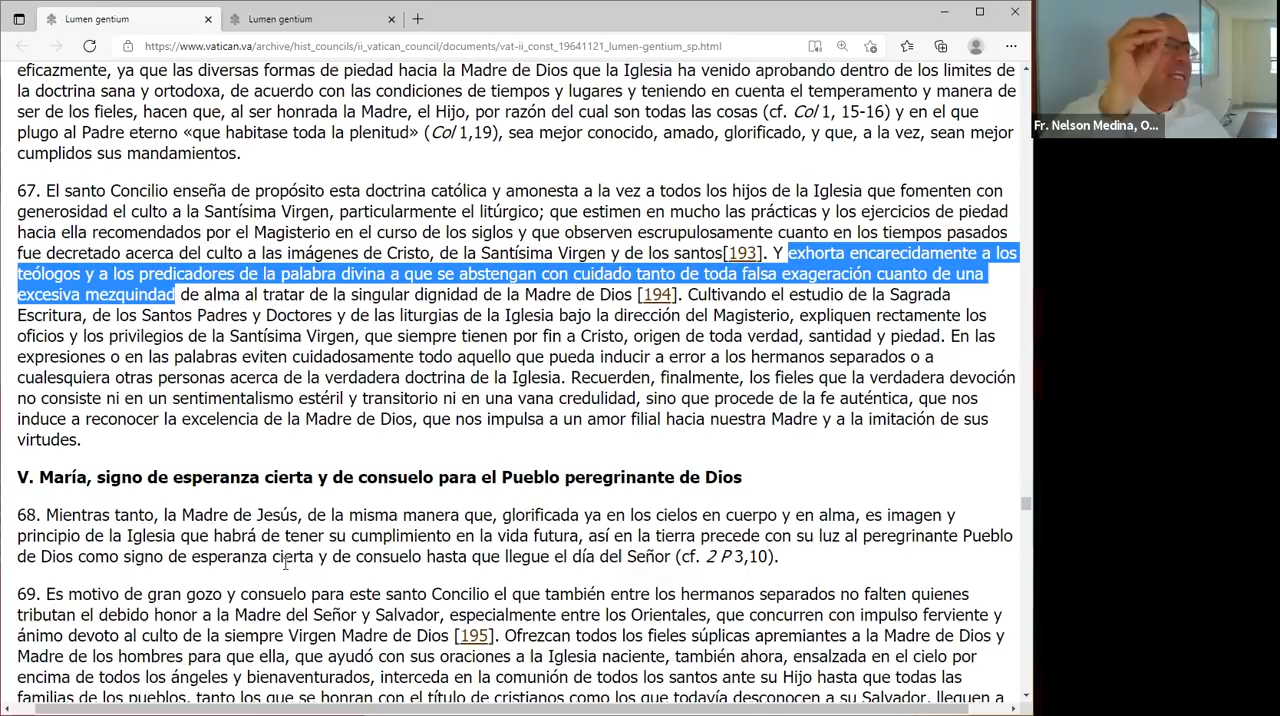 Lumen gentium
Lumen gentium
https://www.vatican.va/archive/hist_councils/ii_vatican_council/documents/vat-ii_const_19641121_lumen-gentium_sp.html
eficazmente, ya que las diversas formas de piedad hacia la Madre de Dios que la Iglesia ha venido aprobando dentro de los limites de
la doctrina sana y ortodoxa, de acuerdo con las condiciones de tiempos y lugares y teniendo en cuenta el temperamento y manera de
ser de los fieles, hacen que, al ser honrada la Madre, el Hijo, por razón del cual son todas las cosas (cf. Col 1, 15-16) y en el que
plugo al Padre eterno «que habitase toda la plenitud» (Col 1,19), sea mejor conocido, amado, glorificado, y que, a la vez, sean mejor
cumplidos sus mandamientos.
67. El santo Concilio enseña de propósito esta doctrina católica y amonesta a la vez a todos los hijos de la Iglesia que fomenten con
generosidad el culto a la Santísima Virgen, particularmente el litúrgico; que estimen en mucho las prácticas y los ejercicios de piedad
hacia ella recomendados por el Magisterio en el curso de los siglos y que observen escrupulosamente cuanto en los tiempos pasados
fue decretado acerca del culto a las imágenes de Cristo, de la Santísima Virgen y de los santos[193]. Y exhorta encarecidamente a los
teólogos y a los predicadores de la palabra divina a que se abstengan con cuidado tanto de toda falsa exageración cuanto de una
excesiva mezquindad de alma al tratar de la singular dignidad de la Madre de Dios [194]. Cultivando el estudio de la Sagrada
Escritura, de los Santos Padres y Doctores y de las liturgias de la Iglesia bajo la dirección del Magisterio, expliquen rectamente los
oficios y los privilegios de la Santísima Virgen, que siempre tienen por fin a Cristo, origen de toda verdad, santidad y piedad. En las
expresiones o en las palabras eviten cuidadosamente todo aquello que pueda inducir a error a los hermanos separados o a
cualesquiera otras personas acerca de la verdadera doctrina de la Iglesia. Recuerden, finalmente, los fieles que la verdadera devoción
no consiste ni en un sentimentalismo estéril y transitorio ni en una vana credulidad, sino que procede de la fe auténtica, que nos
induce a reconocer la excelencia de la Madre de Dios, que nos impulsa a un amor filial hacia nuestra Madre y a la imitación de sus
virtudes.
V. María, signo de esperanza cierta y de consuelo para el Pueblo peregrinante de Dios
68. Mientras tanto, la Madre de Jesús, de la misma manera que, glorificada ya en los cielos en cuerpo y en alma, es imagen y
principio de la Iglesia que habrá de tener su cumplimiento en la vida futura, así en la tierra precede con su luz al peregrinante Pueblo
de Dios como signo de esperanza cierta y de consuelo hasta que llegue el día del Señor (cf. 2 P 3,10).
69. Es motivo de gran gozo y consuelo para este santo Concilio el que también entre los hermanos separados no falten quienes
tributan el debido honor a la Madre del Señor y Salvador, especialmente entre los Orientales, que concurren con impulso ferviente y
ánimo devoto al culto de la siempre Virgen Madre de Dios [195]. Ofrezcan todos los fieles súplicas apremiantes a la Madre de Dios y
Madre de los hombres para que ella, que ayudó con sus oraciones a la Iglesia naciente, también ahora, ensalzada en el cielo por
encima de todos los ángeles y bienaventurados, interceda en la comunión de todos los santos ante su Hijo hasta que todas las
familias de los pueblos, tanto los que se honran con el título de cristianos como los que todavía desconocen a su Salvador, lleguen a
Fr. Nelson Medina, O...